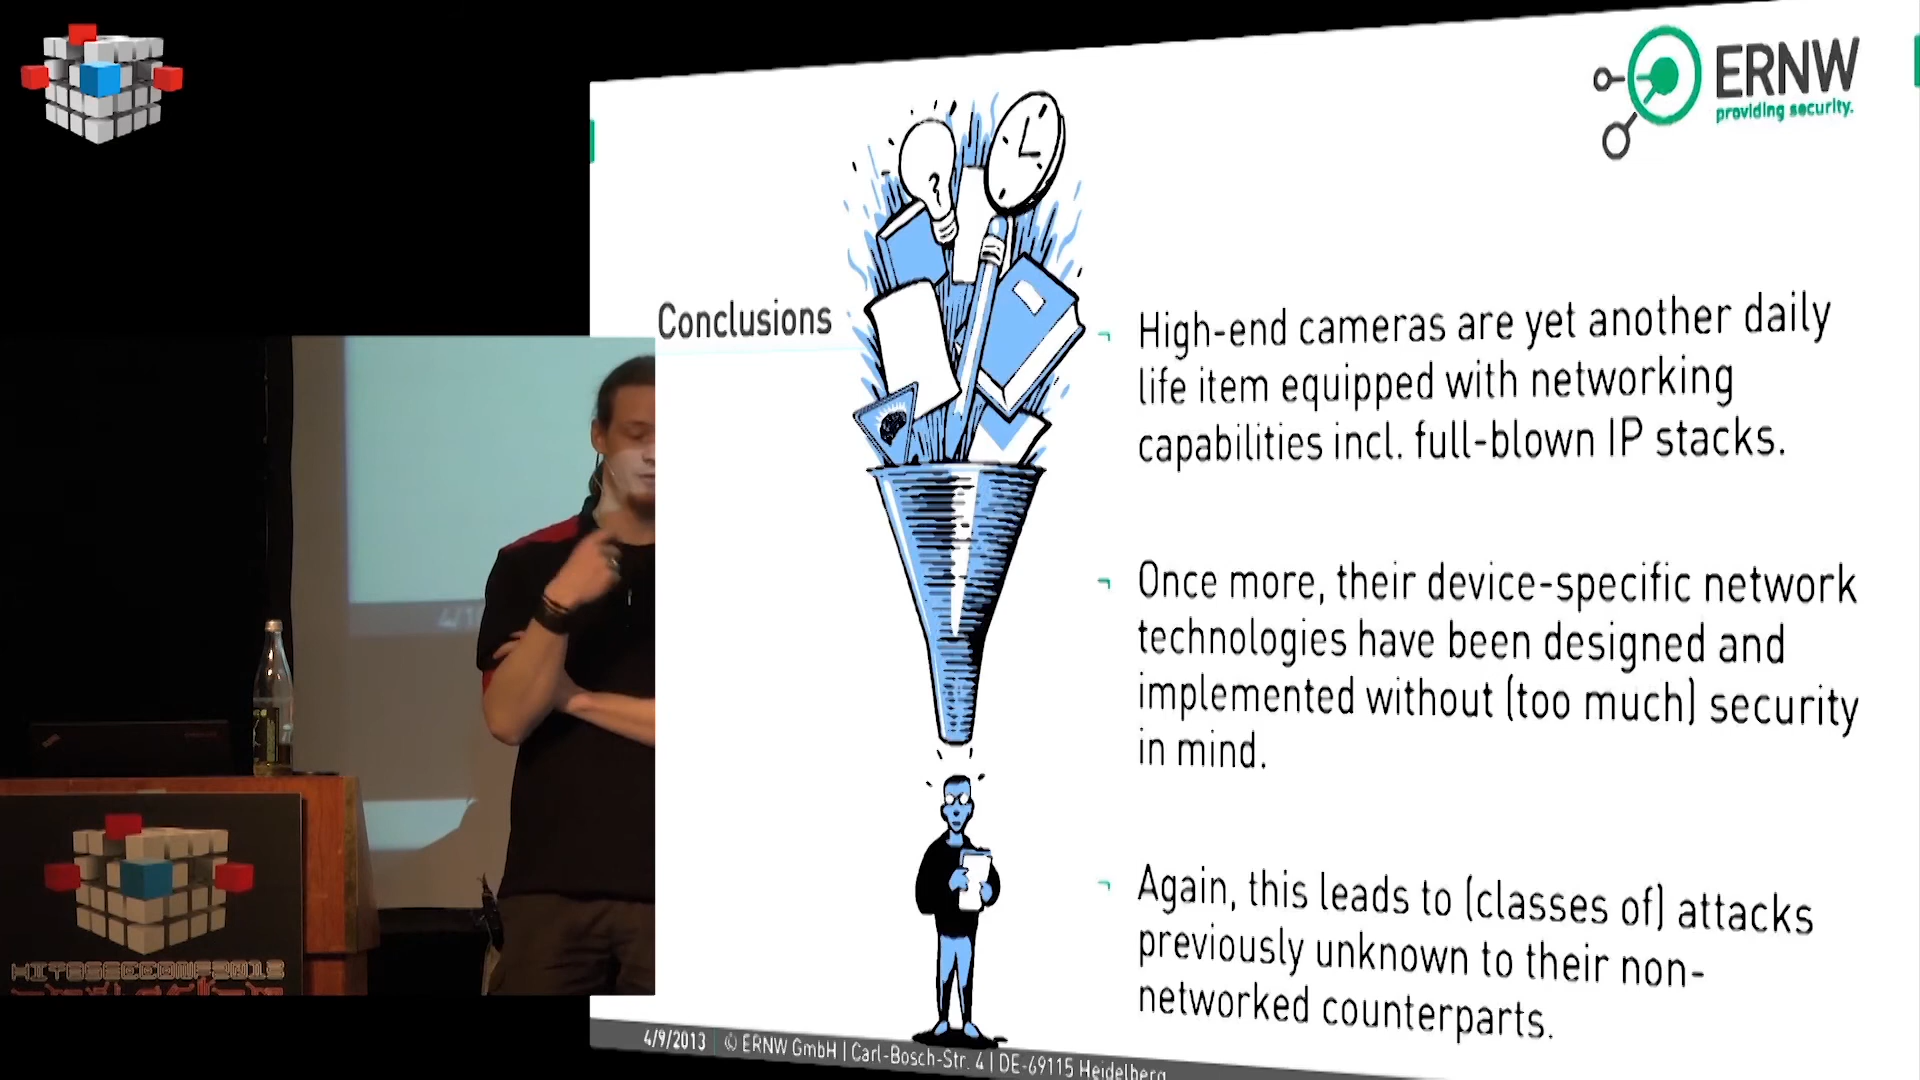 ERNW
providing security.
?
Conclusions
¬ High-end cameras are yet another daily
life item equipped with networking
capabilities incl. full-blown IP stacks.
¬ Once more, their device-specific network
technologies have been designed and
implemented without (too much) security
in mind.
¬ Again, this leads to (classes of) attacks
previously unknown to their non-
networked counterparts.
4/9/2013 | © ERNW GmbH | Carl-Bosch-Str. 4 | DE-69115 Heidelberg